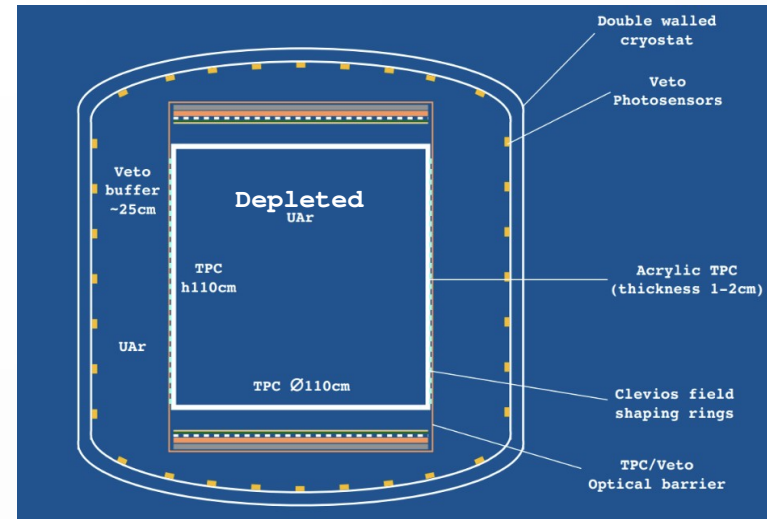 Double walled
cryostat
Veto
Photosensors
Veto
buffer
~25cm
Depleted
UAr
TPC
h110cm
Acrylic TPC
(thickness 1-2cm)
UAr
TPC Ø110cm
Clevios field
shaping rings
TPC/Veto
Optical barrier